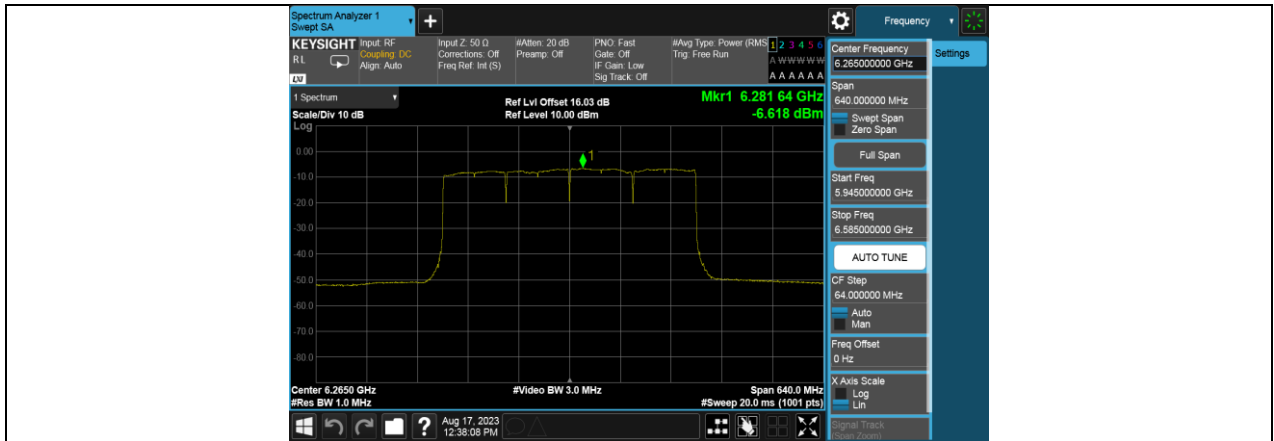 Spectrum Analyzer 1
Swept SA
Frequency
KEYSIGHT
RL
LXI
Input: RF
Coupling: DC
Align: Auto
Input Z: 50 Ω
Corrections: Off
Freq Ref: Int (S)
#Atten: 20 dB
Preamp: Off
PNO: Fast
Gate: Off
IF Gain: Low
Sig Track: Off
#Avg Type: Power (RMS
Trig: Free Run
1 2 3 4 5 6
A W W W W W
A A A A A A
1 Spectrum
Scale/Div 10 dB
Log
Ref Lvl Offset 16.03 dB
Ref Level 10.00 dBm
Mkr1 6.281 64 GHz
-6.618 dBm
1
0.00
-10.0
-20.0
-30.0
-40.0
-50.0
-60.0
-70.0
-80.0
Center 6.2650 GHz
#Res BW 1.0 MHz
#Video BW 3.0 MHz
Span 640.0 MHz
#Sweep 20.0 ms (1001 pts)
Center Frequency
6.265000000 GHz
Settings
Span
640.000000 MHz
Swept Span
Zero Span
Full Span
Start Freq
5.945000000 GHz
Stop Freq
6.585000000 GHz
AUTO TUNE
CF Step
64.000000 MHz
Auto
Man
Freq Offset
0 Hz
X Axis Scale
Log
Lin
Signal Track
(Span Zoom)
?
Aug 17, 2023
12:38:08 PM